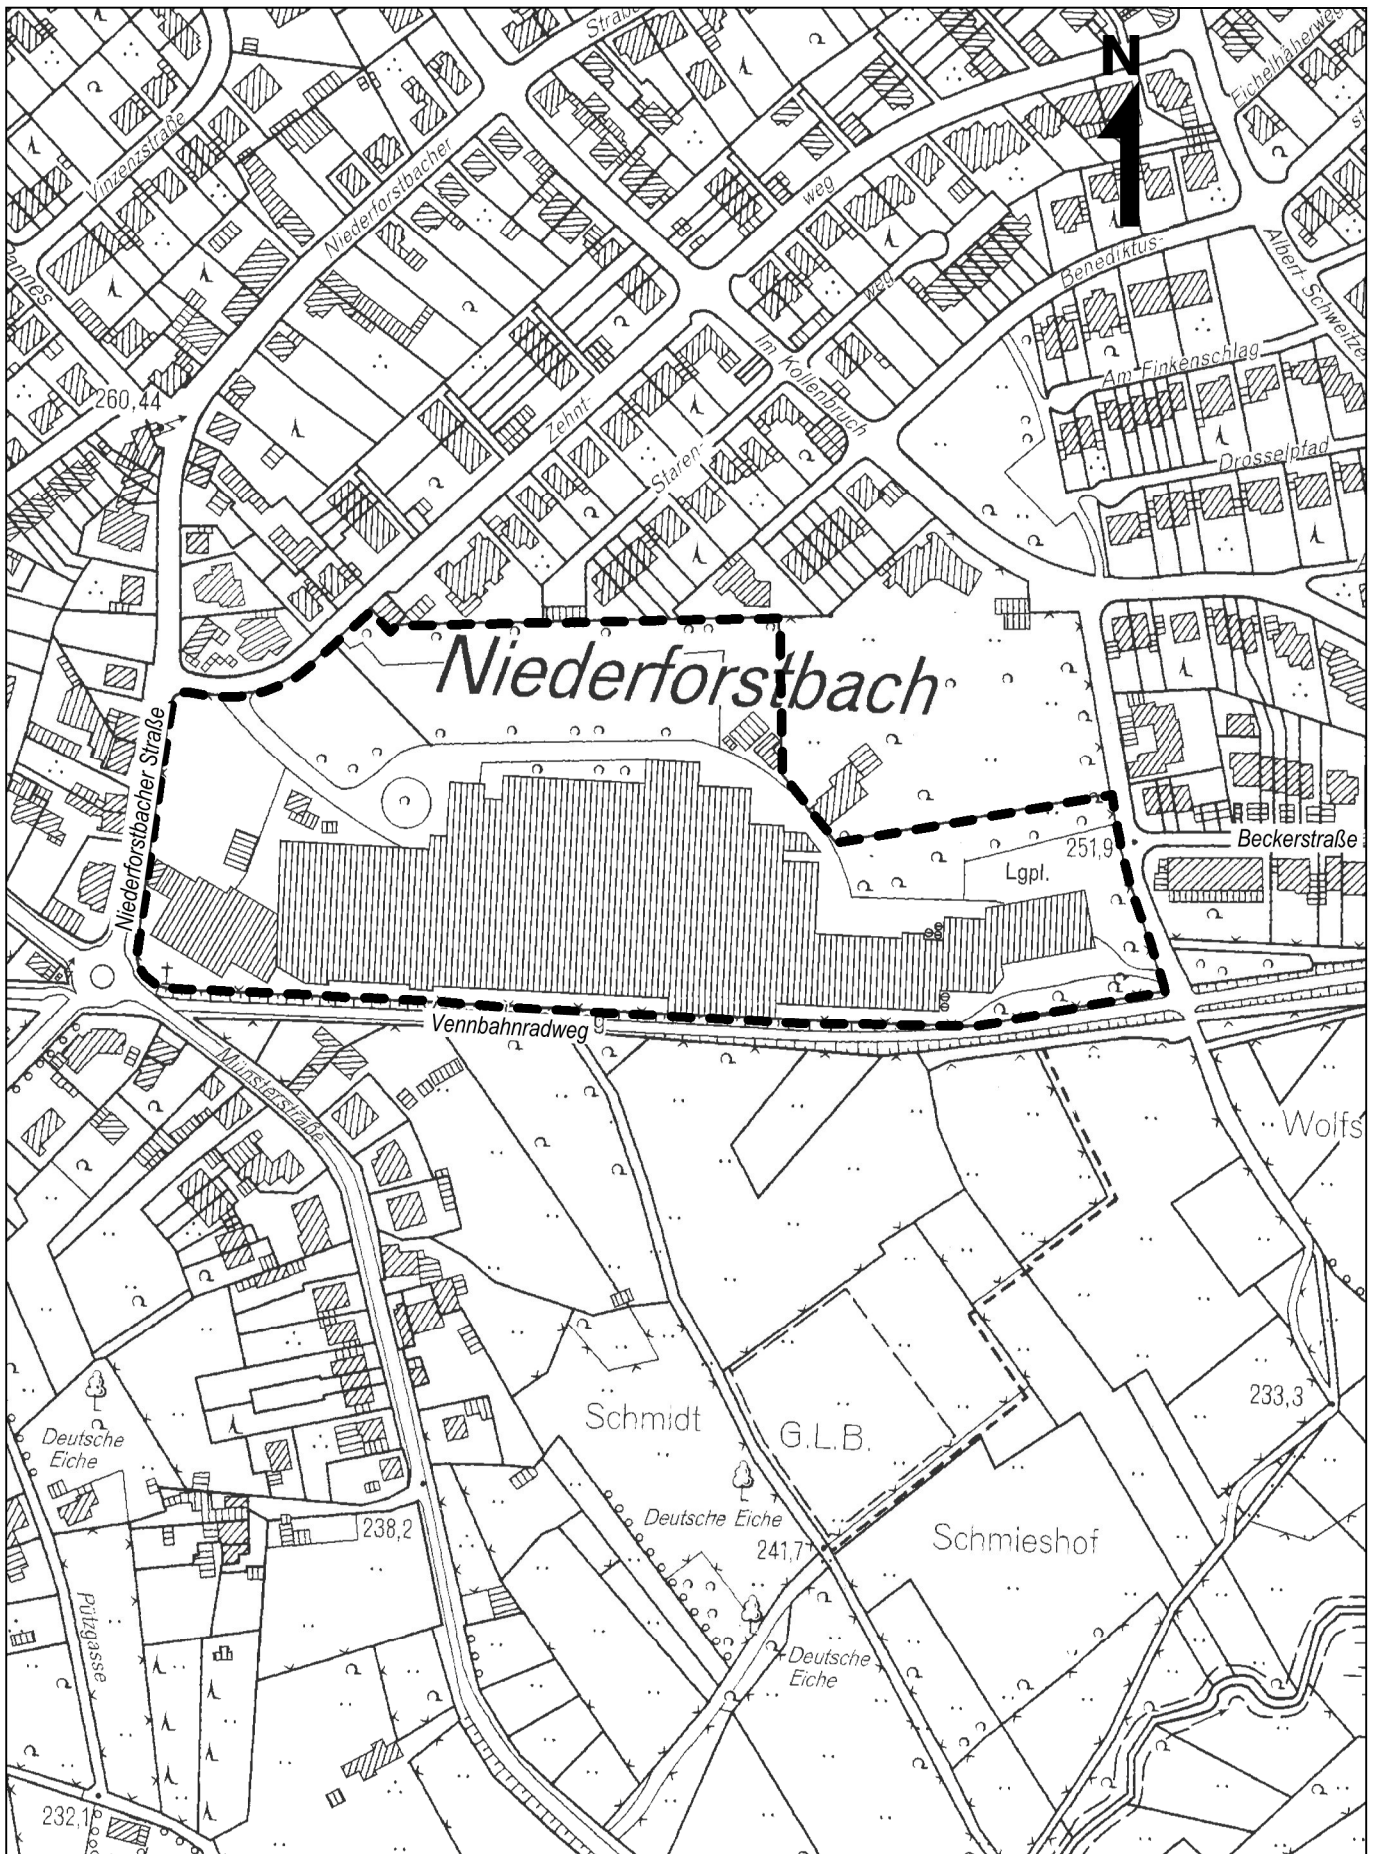 Straße
N
Eichelhäherweg
Vinzenzstraße
Niederforstbacher
weg
weg
Benediktus-
Albert-Schweitzer
annes
Im Kollenbruch
Am Finkenschlag
260,44
Zehnt-
Staren-
Drosselpfad
Niederforstbach
Niederforstbacher Straße
251,9
Beckerstraße
Lgpl.
Vennbahnradweg
g
Münsterstraße
Wolfs
233,3
Schmidt
G.L.B.
Deutsche
Eiche
Deutsche Eiche
238,2
241,7
Schmieshof
Pützgasse
Deutsche
Eiche
232,1